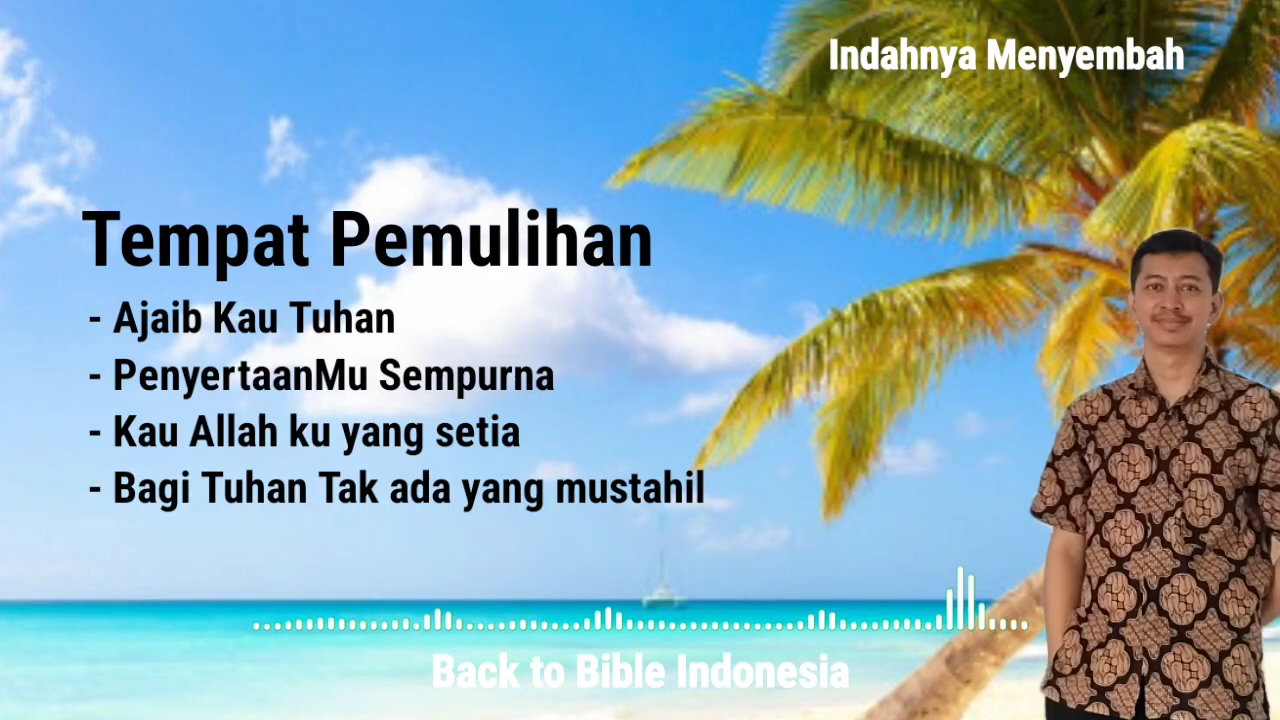 Indahnya Menyembah
Tempat Pemulihan
- Ajaib Kau Tuhan
- PenyertaanMu Sempurna
- Kau Allah ku yang setia
- Bagi Tuhan Tak ada yang mustahil
Back to Bible Indonesia